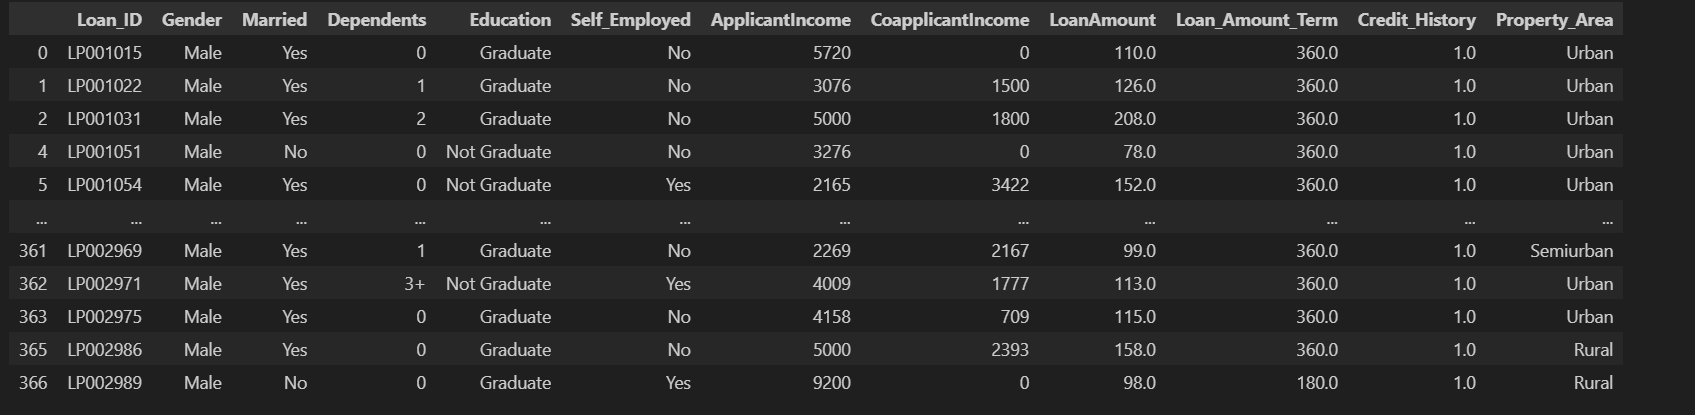 Loan_ID Gender Married Dependents Education Self_Employed ApplicantIncome CoapplicantIncome LoanAmount Loan_Amount_Term Credit_History Property_Area
0 LP001015 Male Yes 0 Graduate No 5720 0 110.0 360.0 1.0 Urban
1 LP001022 Male Yes 1 Graduate No 3076 1500 126.0 360.0 1.0 Urban
2 LP001031 Male Yes 2 Graduate No 5000 1800 208.0 360.0 1.0 Urban
4 LP001051 Male No 0 Not Graduate No 3276 0 78.0 360.0 1.0 Urban
5 LP001054 Male Yes 0 Not Graduate Yes 2165 3422 152.0 360.0 1.0 Urban
... ... ... ... ... ... ... ... ... ... ... ... ...
361 LP002969 Male Yes 1 Graduate No 2269 2167 99.0 360.0 1.0 Semiurban
362 LP002971 Male Yes 3+ Not Graduate Yes 4009 1777 113.0 360.0 1.0 Urban
363 LP002975 Male Yes 0 Graduate No 4158 709 115.0 360.0 1.0 Urban
365 LP002986 Male Yes 0 Graduate No 5000 2393 158.0 360.0 1.0 Rural
366 LP002989 Male No 0 Graduate Yes 9200 0 98.0 180.0 1.0 Rural